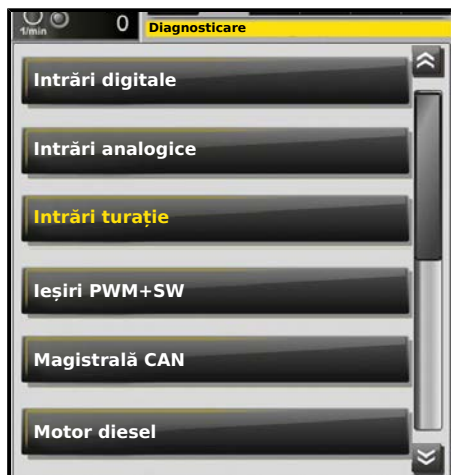 1/min
0
Diagnosticare
Intrări digitale
Intrări analogice
Intrări turație
Ieșiri PWM+SW
Magistrală CAN
Motor diesel